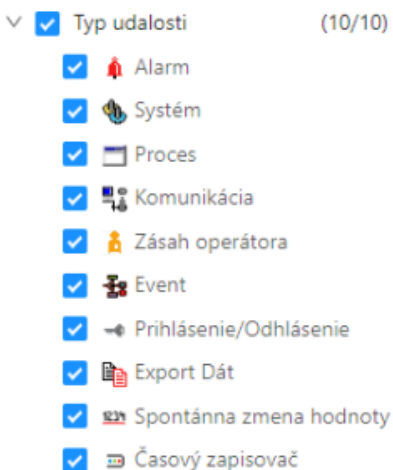 Typ udalosti (10/10)
Alarm
Systém
Proces
Komunikácia
Zásah operátora
Event
Prihlásenie/Odhlásenie
Export Dát
1234 Spontánna zmena hodnoty
Časový zapisovač